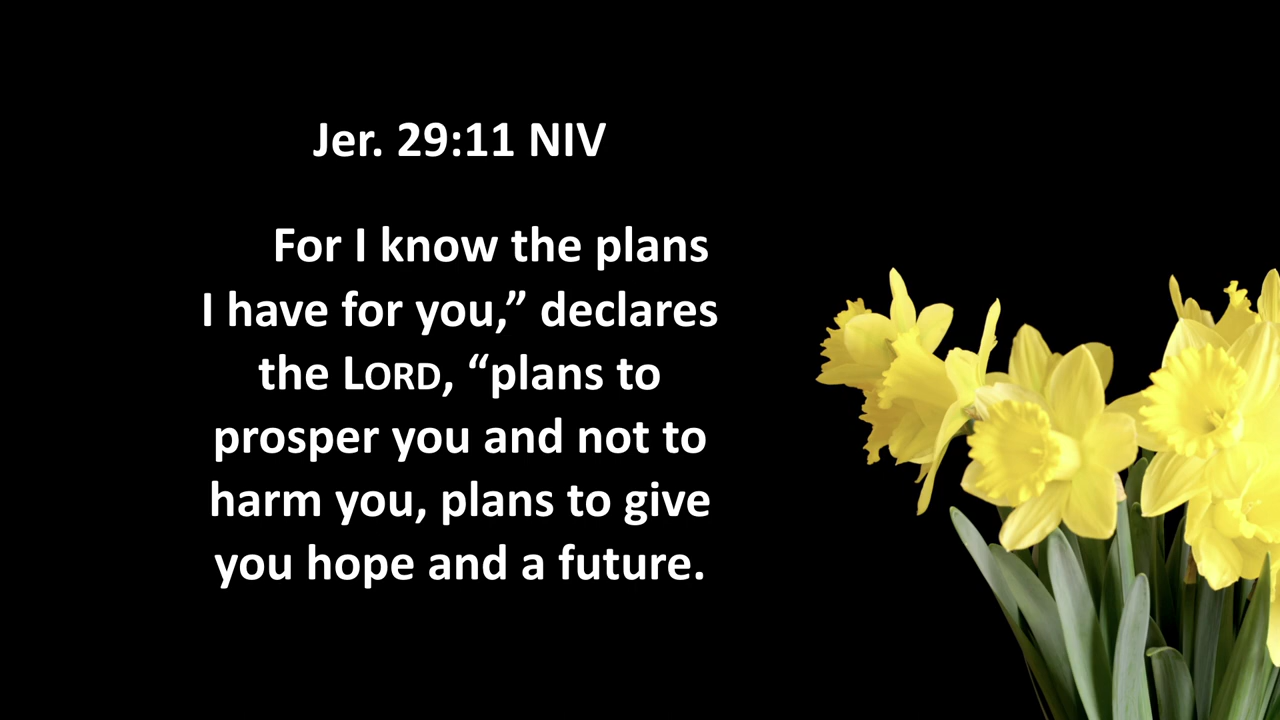 Jer. 29:11 NIV
For I know the plans
I have for you,” declares
the LORD, “plans to
prosper you and not to
harm you, plans to give
you hope and a future.